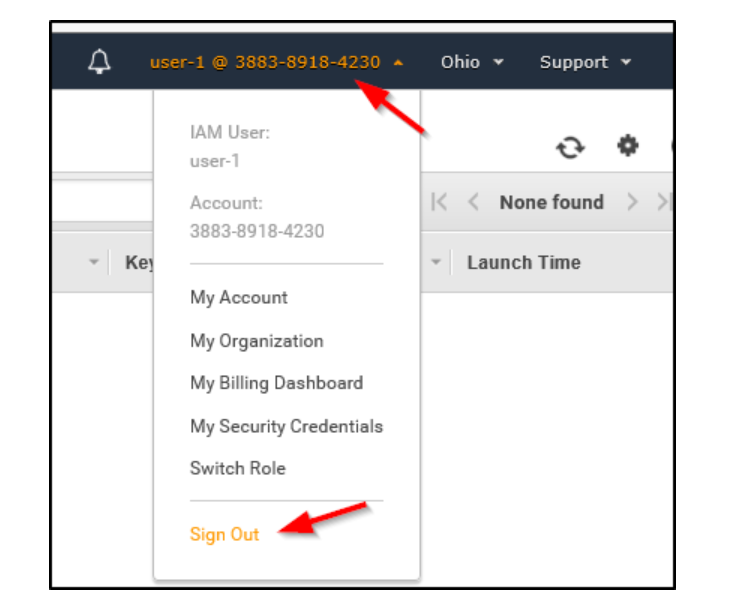 user-1 @ 3883-8918-4230 Ohio Support
IAM User:
user-1
Account:
3883-8918-4230
None found
Launch Time
My Account
My Organization
My Billing Dashboard
My Security Credentials
Switch Role
Sign Out